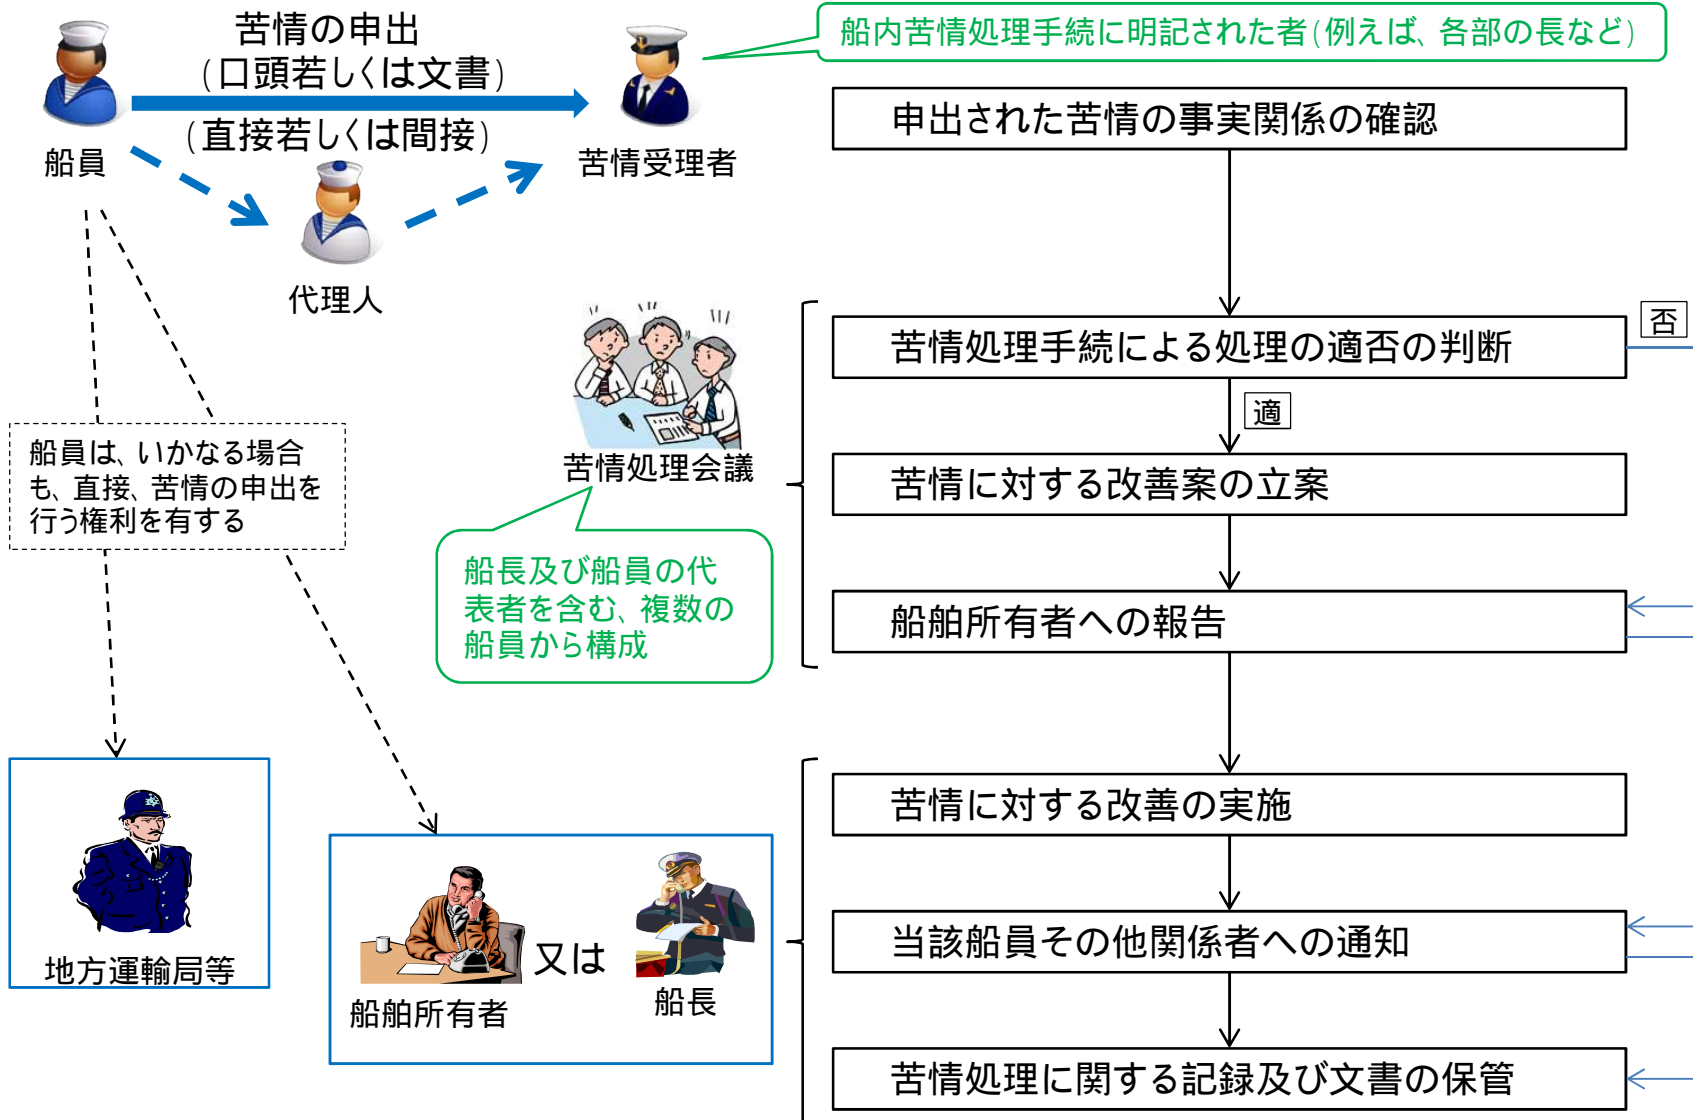 苦情の申出
(口頭若しくは文書)
(直接若しくは間接)
船員
苦情受理者
代理人
船内苦情処理手続に明記された者(例えば、各部の長など)
申出された苦情の事実関係の確認
苦情処理手続による処理の適否の判断
否
適
苦情に対する改善案の立案
船舶所有者への報告
苦情処理会議
船長及び船員の代
表者を含む、複数の
船員から構成
船員は、いかなる場合
も、直接、苦情の申出を
行う権利を有する
地方運輸局等
船舶所有者
又は
船長
苦情に対する改善の実施
当該船員その他関係者への通知
苦情処理に関する記録及び文書の保管